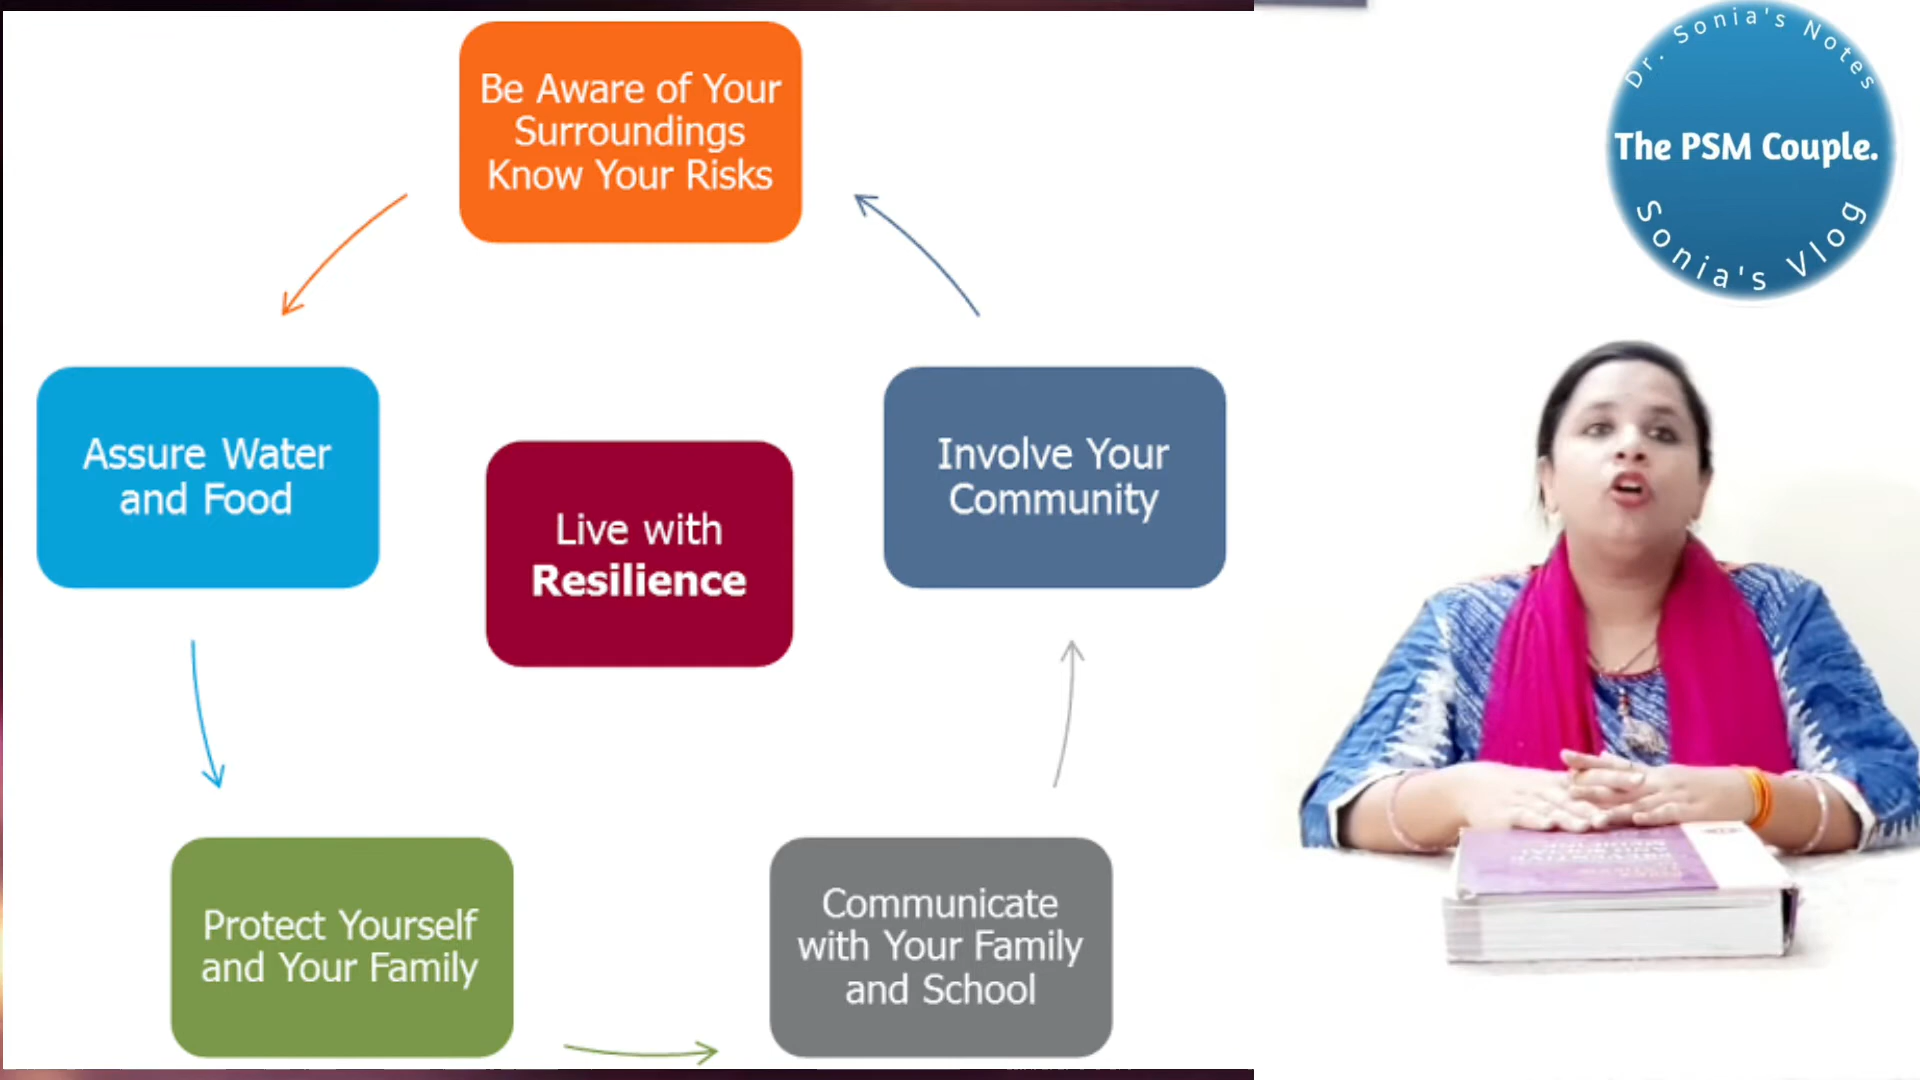 Be Aware of Your
Surroundings
Know Your Risks
Assure Water
and Food
Live with
Resilience
Involve Your
Community
Protect Yourself
and Your Family
Communicate
with Your Family
and School
Dr. Sonia's Notes
The PSM Couple.
Sonia's Vlog